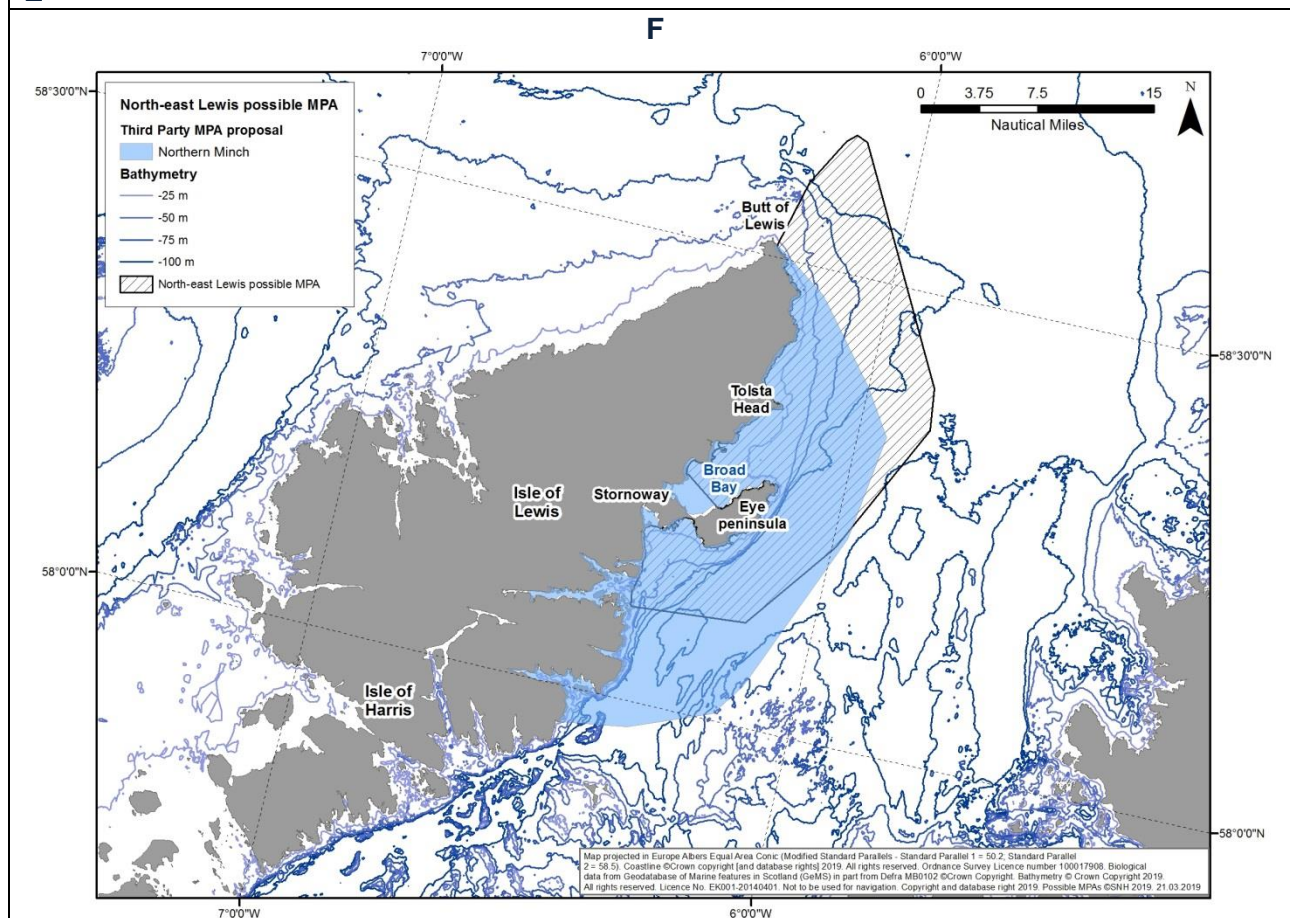 F
7°0'0"W
6°0'0"W
58°30'0"N
North-east Lewis possible MPA
Third Party MPA proposal
Northern Minch
Bathymetry
-25 m
-50 m
-75 m
-100 m
North-east Lewis possible MPA
0 3.75 7.5 15
Nautical Miles
N
Butt of
Lewis
58°30'0"N
Tolsta
Head
Broad
Bay
Stornoway
Isle of
Lewis
Eye
peninsula
58°0'0"N
Isle of
Harris
58°0'0"N
Map projected in Europe Albers Equal Area Conic (Modified Standard Parallels - Standard Parallel 1 = 50.2; Standard Parallel
2 = 58.5). Coastline ©Crown copyright [and database rights] 2019. All rights reserved. Ordnance Survey Licence number 100017908. Biological
data from Geodatabase of Marine features in Scotland (GeMS) in part from Defra MB0102 ©Crown Copyright. Bathymetry © Crown Copyright 2019.
All rights reserved. Licence No. EK001-20140401. Not to be used for navigation. Copyright and database right 2019. Possible MPAs ©SNH 2019. 21.03.2019
7°0'0"W
6°0'0"W